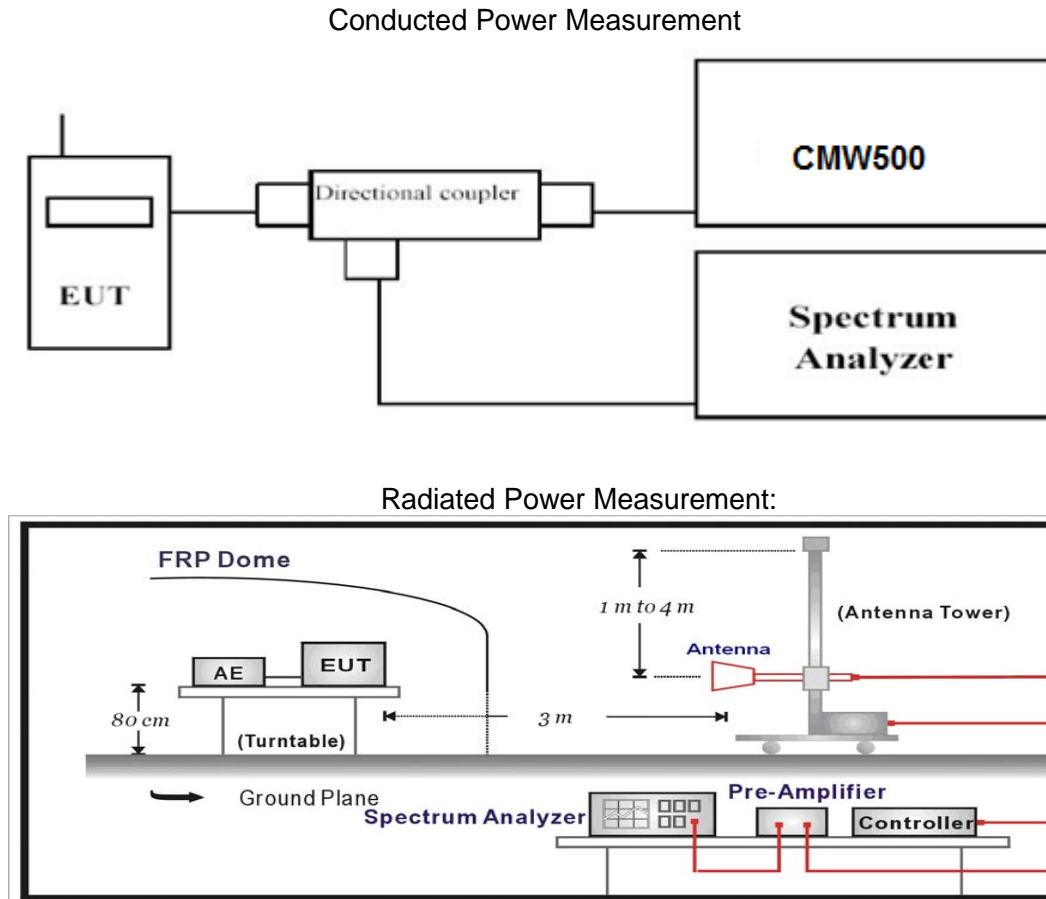 Conducted Power Measurement
CMW500
Directional coupler
EUT
Spectrum
Analyzer
Radiated Power Measurement:
FRP Dome
1 m to 4 m
(Antenna Tower)
Antenna
AE
EUT
80 cm
3 m
(Turntable)
Ground Plane
Pre-Amplifier
Spectrum Analyzer
Controller